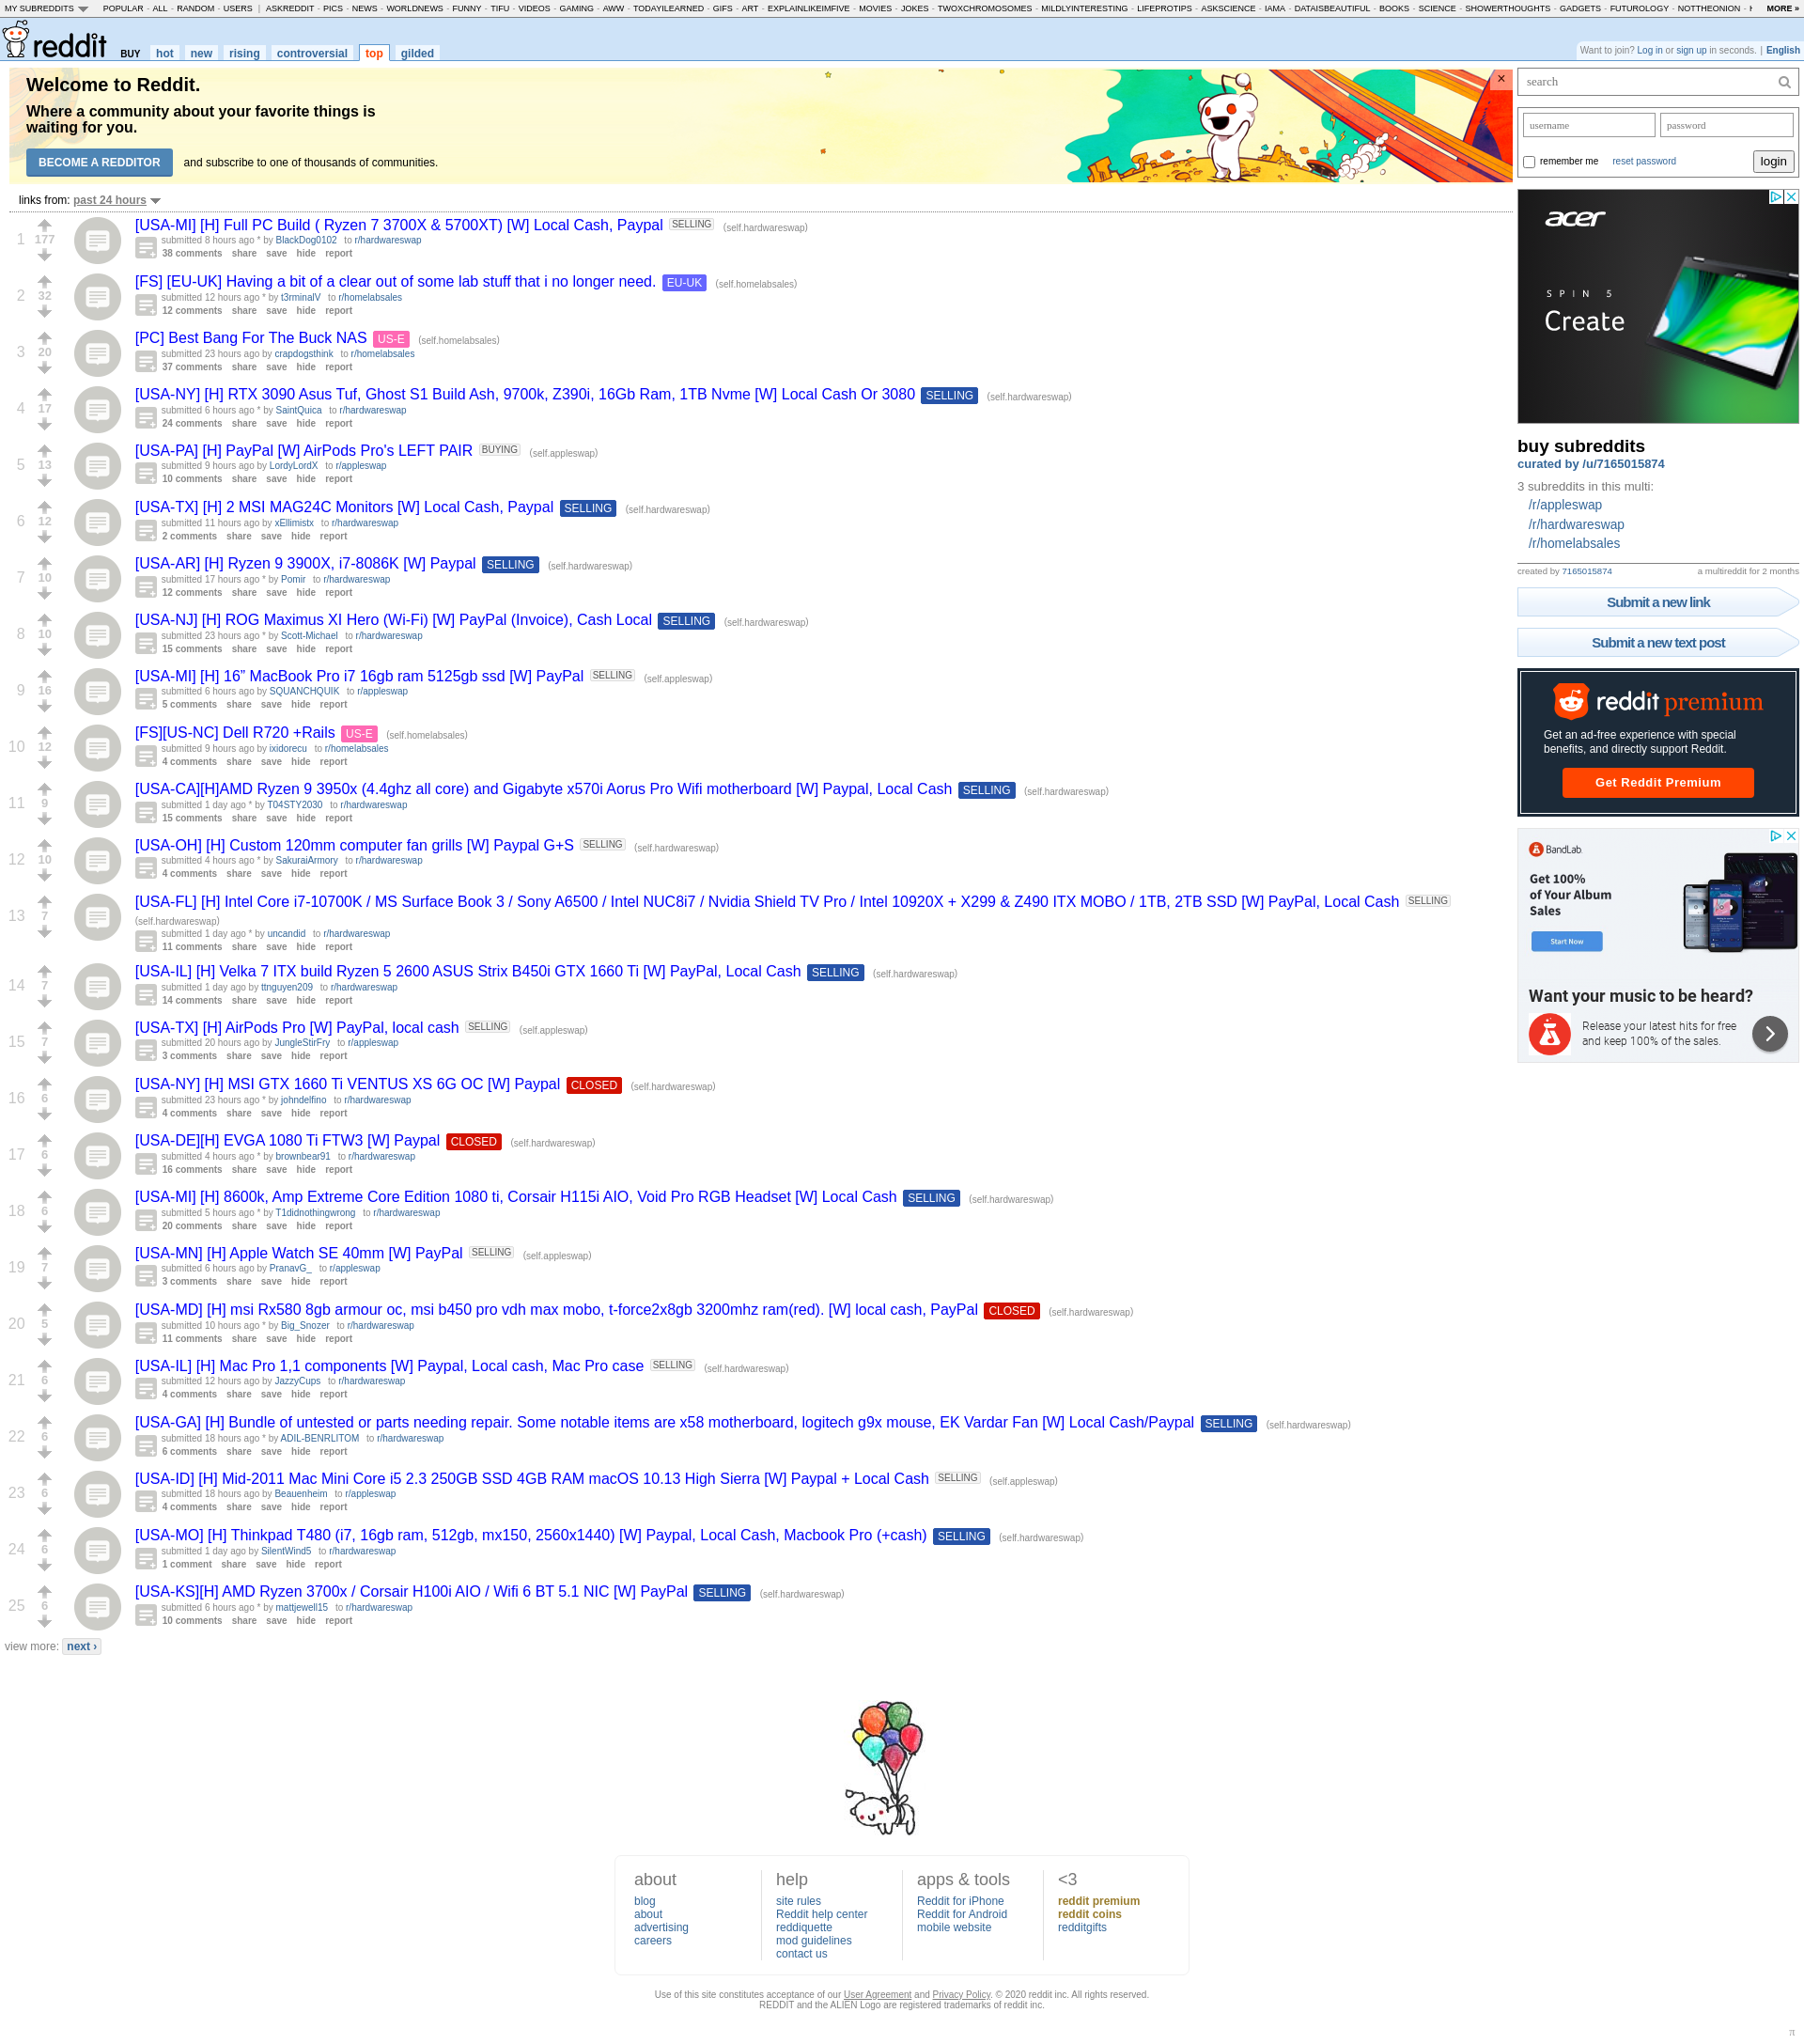 MY SUBREDDITS POPULAR - ALL - RANDOM - USERS | ASKREDDIT - PICS - NEWS - WORLDNEWS - FUNNY - TIFU - VIDEOS - GAMING - AWW - TODAYILEARNED - GIFS - ART - EXPLAINLIKEIMFIVE - MOVIES - JOKES - TWOXCHROMOSOMES - MILDLYINTERESTING - LIFEPROTIPS - ASKSCIENCE - IAMA - DATAISBEAUTIFUL - BOOKS - SCIENCE - SHOWERTHOUGHTS - GADGETS - FUTUROLOGY - NOTTHEONION - MORE »
reddit BUY hot new rising controversial top gilded
Want to join? Log in or sign up in seconds. | English
Welcome to Reddit.
Where a community about your favorite things is
waiting for you.
BECOME A REDDITOR and subscribe to one of thousands of communities.
×
links from: past 24 hours
1 177 [USA-MI] [H] Full PC Build ( Ryzen 7 3700X & 5700XT) [W] Local Cash, Paypal SELLING (self.hardwareswap)
submitted 8 hours ago * by BlackDog0102 to r/hardwareswap
38 comments share save hide report
2 32 [FS] [EU-UK] Having a bit of a clear out of some lab stuff that i no longer need. EU-UK (self.homelabsales)
submitted 12 hours ago * by t3rminalV to r/homelabsales
12 comments share save hide report
3 20 [PC] Best Bang For The Buck NAS US-E (self.homelabsales)
submitted 23 hours ago by crapdogsthink to r/homelabsales
37 comments share save hide report
4 17 [USA-NY] [H] RTX 3090 Asus Tuf, Ghost S1 Build Ash, 9700k, Z390i, 16Gb Ram, 1TB Nvme [W] Local Cash Or 3080 SELLING (self.hardwareswap)
submitted 6 hours ago * by SaintQuica to r/hardwareswap
24 comments share save hide report
5 13 [USA-PA] [H] PayPal [W] AirPods Pro's LEFT PAIR BUYING (self.appleswap)
submitted 9 hours ago by LordyLordX to r/appleswap
10 comments share save hide report
6 12 [USA-TX] [H] 2 MSI MAG24C Monitors [W] Local Cash, Paypal SELLING (self.hardwareswap)
submitted 11 hours ago by xEllimistx to r/hardwareswap
2 comments share save hide report
7 10 [USA-AR] [H] Ryzen 9 3900X, i7-8086K [W] Paypal SELLING (self.hardwareswap)
submitted 17 hours ago * by Pomir to r/hardwareswap
12 comments share save hide report
8 10 [USA-NJ] [H] ROG Maximus XI Hero (Wi-Fi) [W] PayPal (Invoice), Cash Local SELLING (self.hardwareswap)
submitted 23 hours ago * by Scott-Michael to r/hardwareswap
15 comments share save hide report
9 16 [USA-MI] [H] 16” MacBook Pro i7 16gb ram 5125gb ssd [W] PayPal SELLING (self.appleswap)
submitted 6 hours ago by SQUANCHQUIK to r/appleswap
5 comments share save hide report
10 12 [FS][US-NC] Dell R720 +Rails US-E (self.homelabsales)
submitted 9 hours ago by ixidorecu to r/homelabsales
4 comments share save hide report
11 9 [USA-CA][H]AMD Ryzen 9 3950x (4.4ghz all core) and Gigabyte x570i Aorus Pro Wifi motherboard [W] Paypal, Local Cash SELLING (self.hardwareswap)
submitted 1 day ago * by T04STY2030 to r/hardwareswap
15 comments share save hide report
12 10 [USA-OH] [H] Custom 120mm computer fan grills [W] Paypal G+S SELLING (self.hardwareswap)
submitted 4 hours ago * by SakuraiArmory to r/hardwareswap
4 comments share save hide report
13 7 [USA-FL] [H] Intel Core i7-10700K / MS Surface Book 3 / Sony A6500 / Intel NUC8i7 / Nvidia Shield TV Pro / Intel 10920X + X299 & Z490 ITX MOBO / 1TB, 2TB SSD [W] PayPal, Local Cash SELLING
(self.hardwareswap)
submitted 1 day ago * by uncandid to r/hardwareswap
11 comments share save hide report
14 7 [USA-IL] [H] Velka 7 ITX build Ryzen 5 2600 ASUS Strix B450i GTX 1660 Ti [W] PayPal, Local Cash SELLING (self.hardwareswap)
submitted 1 day ago by ttnguyen209 to r/hardwareswap
14 comments share save hide report
15 7 [USA-TX] [H] AirPods Pro [W] PayPal, local cash SELLING (self.appleswap)
submitted 20 hours ago by JungleStirFry to r/appleswap
3 comments share save hide report
16 6 [USA-NY] [H] MSI GTX 1660 Ti VENTUS XS 6G OC [W] Paypal CLOSED (self.hardwareswap)
submitted 23 hours ago * by johndelfino to r/hardwareswap
4 comments share save hide report
17 6 [USA-DE][H] EVGA 1080 Ti FTW3 [W] Paypal CLOSED (self.hardwareswap)
submitted 4 hours ago * by brownbear91 to r/hardwareswap
16 comments share save hide report
18 6 [USA-MI] [H] 8600k, Amp Extreme Core Edition 1080 ti, Corsair H115i AIO, Void Pro RGB Headset [W] Local Cash SELLING (self.hardwareswap)
submitted 5 hours ago * by T1didnothingwrong to r/hardwareswap
20 comments share save hide report
19 7 [USA-MN] [H] Apple Watch SE 40mm [W] PayPal SELLING (self.appleswap)
submitted 6 hours ago by PranavG_ to r/appleswap
3 comments share save hide report
20 5 [USA-MD] [H] msi Rx580 8gb armour oc, msi b450 pro vdh max mobo, t-force2x8gb 3200mhz ram(red). [W] local cash, PayPal CLOSED (self.hardwareswap)
submitted 10 hours ago * by Big_Snozer to r/hardwareswap
11 comments share save hide report
21 6 [USA-IL] [H] Mac Pro 1,1 components [W] Paypal, Local cash, Mac Pro case SELLING (self.hardwareswap)
submitted 12 hours ago by JazzyCups to r/hardwareswap
4 comments share save hide report
22 6 [USA-GA] [H] Bundle of untested or parts needing repair. Some notable items are x58 motherboard, logitech g9x mouse, EK Vardar Fan [W] Local Cash/Paypal SELLING (self.hardwareswap)
submitted 18 hours ago * by ADIL-BENRLITOM to r/hardwareswap
6 comments share save hide report
23 6 [USA-ID] [H] Mid-2011 Mac Mini Core i5 2.3 250GB SSD 4GB RAM macOS 10.13 High Sierra [W] Paypal + Local Cash SELLING (self.appleswap)
submitted 18 hours ago by Beauenheim to r/appleswap
4 comments share save hide report
24 6 [USA-MO] [H] Thinkpad T480 (i7, 16gb ram, 512gb, mx150, 2560x1440) [W] Paypal, Local Cash, Macbook Pro (+cash) SELLING (self.hardwareswap)
submitted 1 day ago by SilentWind5 to r/hardwareswap
1 comment share save hide report
25 6 [USA-KS][H] AMD Ryzen 3700x / Corsair H100i AIO / Wifi 6 BT 5.1 NIC [W] PayPal SELLING (self.hardwareswap)
submitted 6 hours ago * by mattjewell15 to r/hardwareswap
10 comments share save hide report
view more: next ›
search
username password
remember me reset password login
acer
SPIN 5
Create
buy subreddits
curated by /u/7165015874
3 subreddits in this multi:
/r/appleswap
/r/hardwareswap
/r/homelabsales
created by 7165015874 a multireddit for 2 months
Submit a new link
Submit a new text post
reddit premium
Get an ad-free experience with special
benefits, and directly support Reddit.
Get Reddit Premium
BandLab
Get 100%
of Your Album
Sales
Start Now
Want your music to be heard?
Release your latest hits for free
and keep 100% of the sales.
about help apps & tools <3
blog site rules Reddit for iPhone reddit premium
about Reddit help center Reddit for Android reddit coins
advertising reddiquette mobile website redditgifts
careers mod guidelines
contact us
Use of this site constitutes acceptance of our User Agreement and Privacy Policy. © 2020 reddit inc. All rights reserved.
REDDIT and the ALIEN Logo are registered trademarks of reddit inc.
π